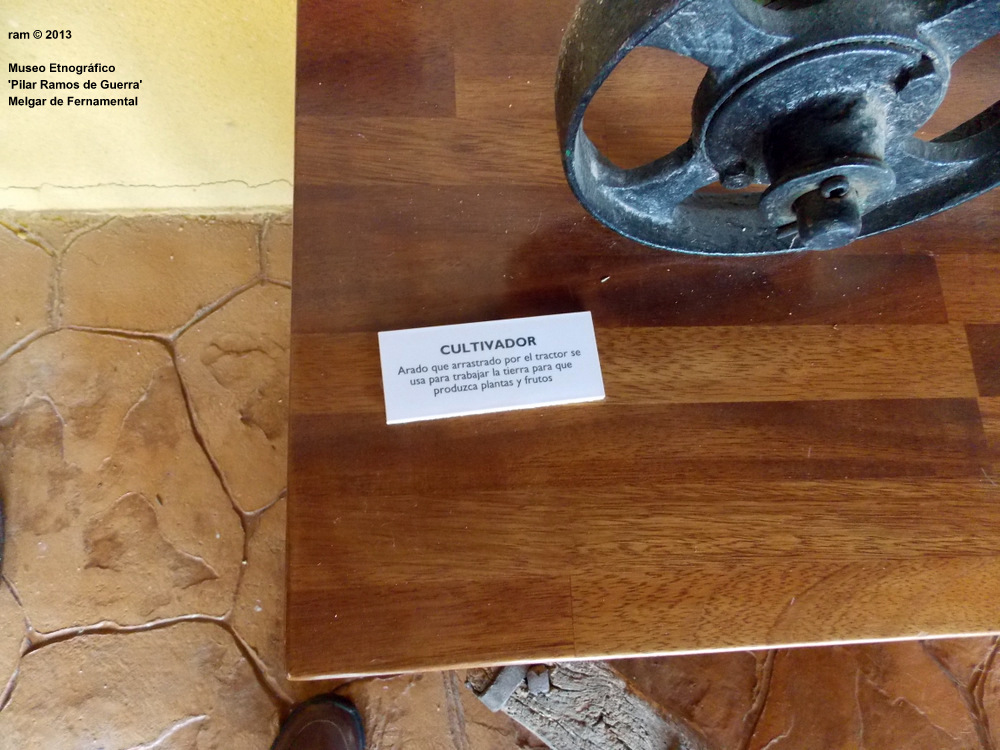 ram © 2013
Museo Etnográfico
'Pilar Ramos de Guerra'
Melgar de Fernamental
CULTIVADOR
Arado que arrastrado por el tractor se
usa para trabajar la tierra para que
produzca plantas y frutos